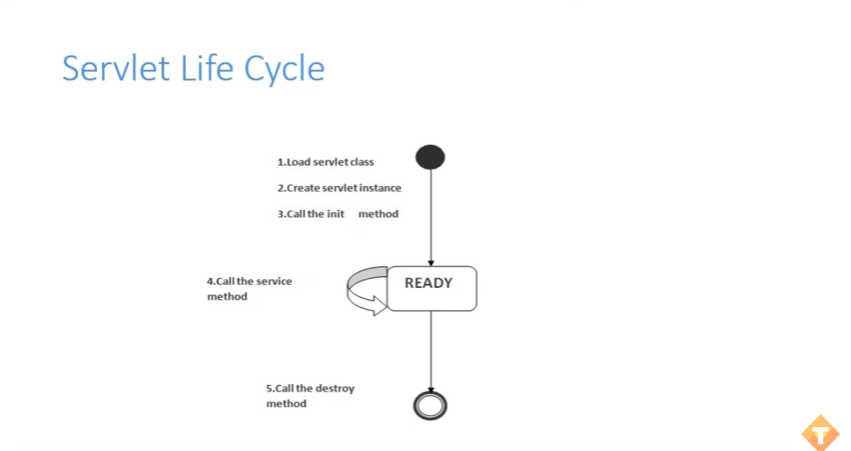 Servlet Life Cycle
1.Load servlet class
2.Create servlet instance
3.Call the init method
READY
4.Call the service
method
5.Call the destroy
method
T